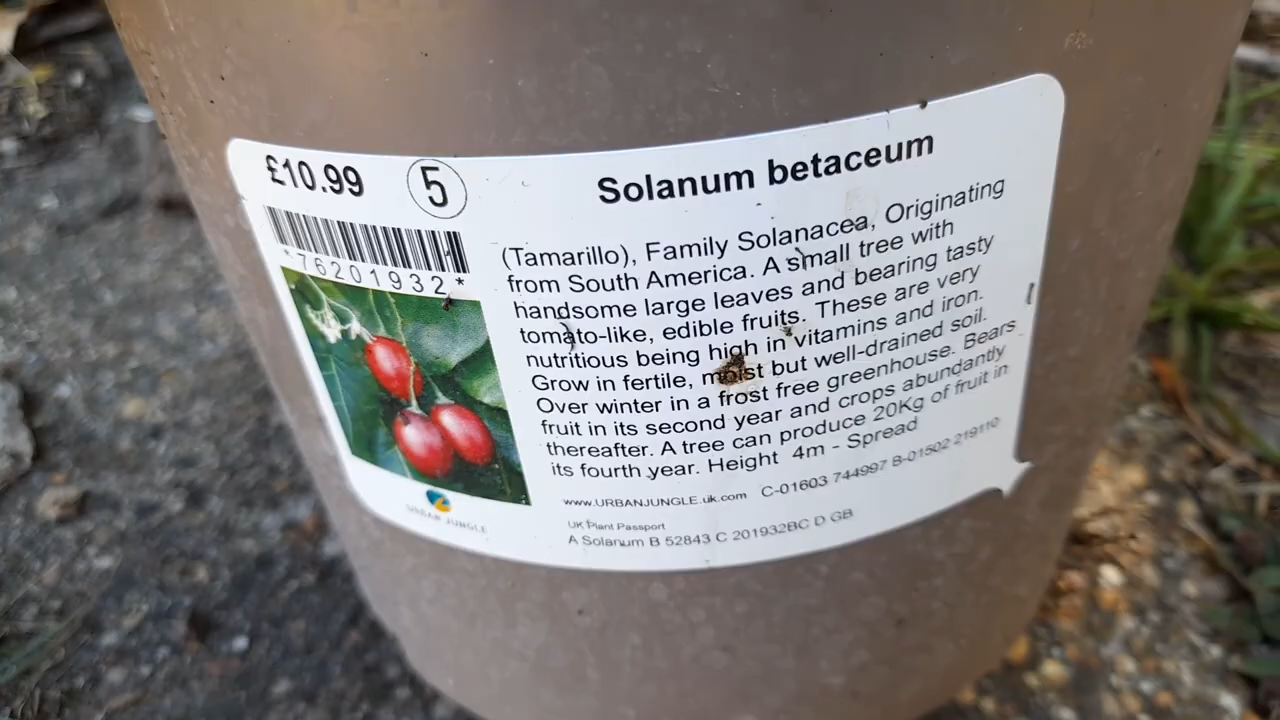 £10.99
5
*76201932*
URBAN JUNGLE
Solanum betaceum
(Tamarillo), Family Solanacea, Originating
from South America. A small tree with
handsome large leaves and bearing tasty
tomato-like, edible fruits. These are very
nutritious being high in vitamins and iron.
Grow in fertile, moist but well-drained soil.
Over winter in a frost free greenhouse. Bears
fruit in its second year and crops abundantly
thereafter. A tree can produce 20Kg of fruit in
its fourth year. Height 4m - Spread
www.URBANJUNGLE.uk.com C-01603 744997 B-01502 219110
UK Plant Passport
A Solanum B 52843 C 201932BC D GB